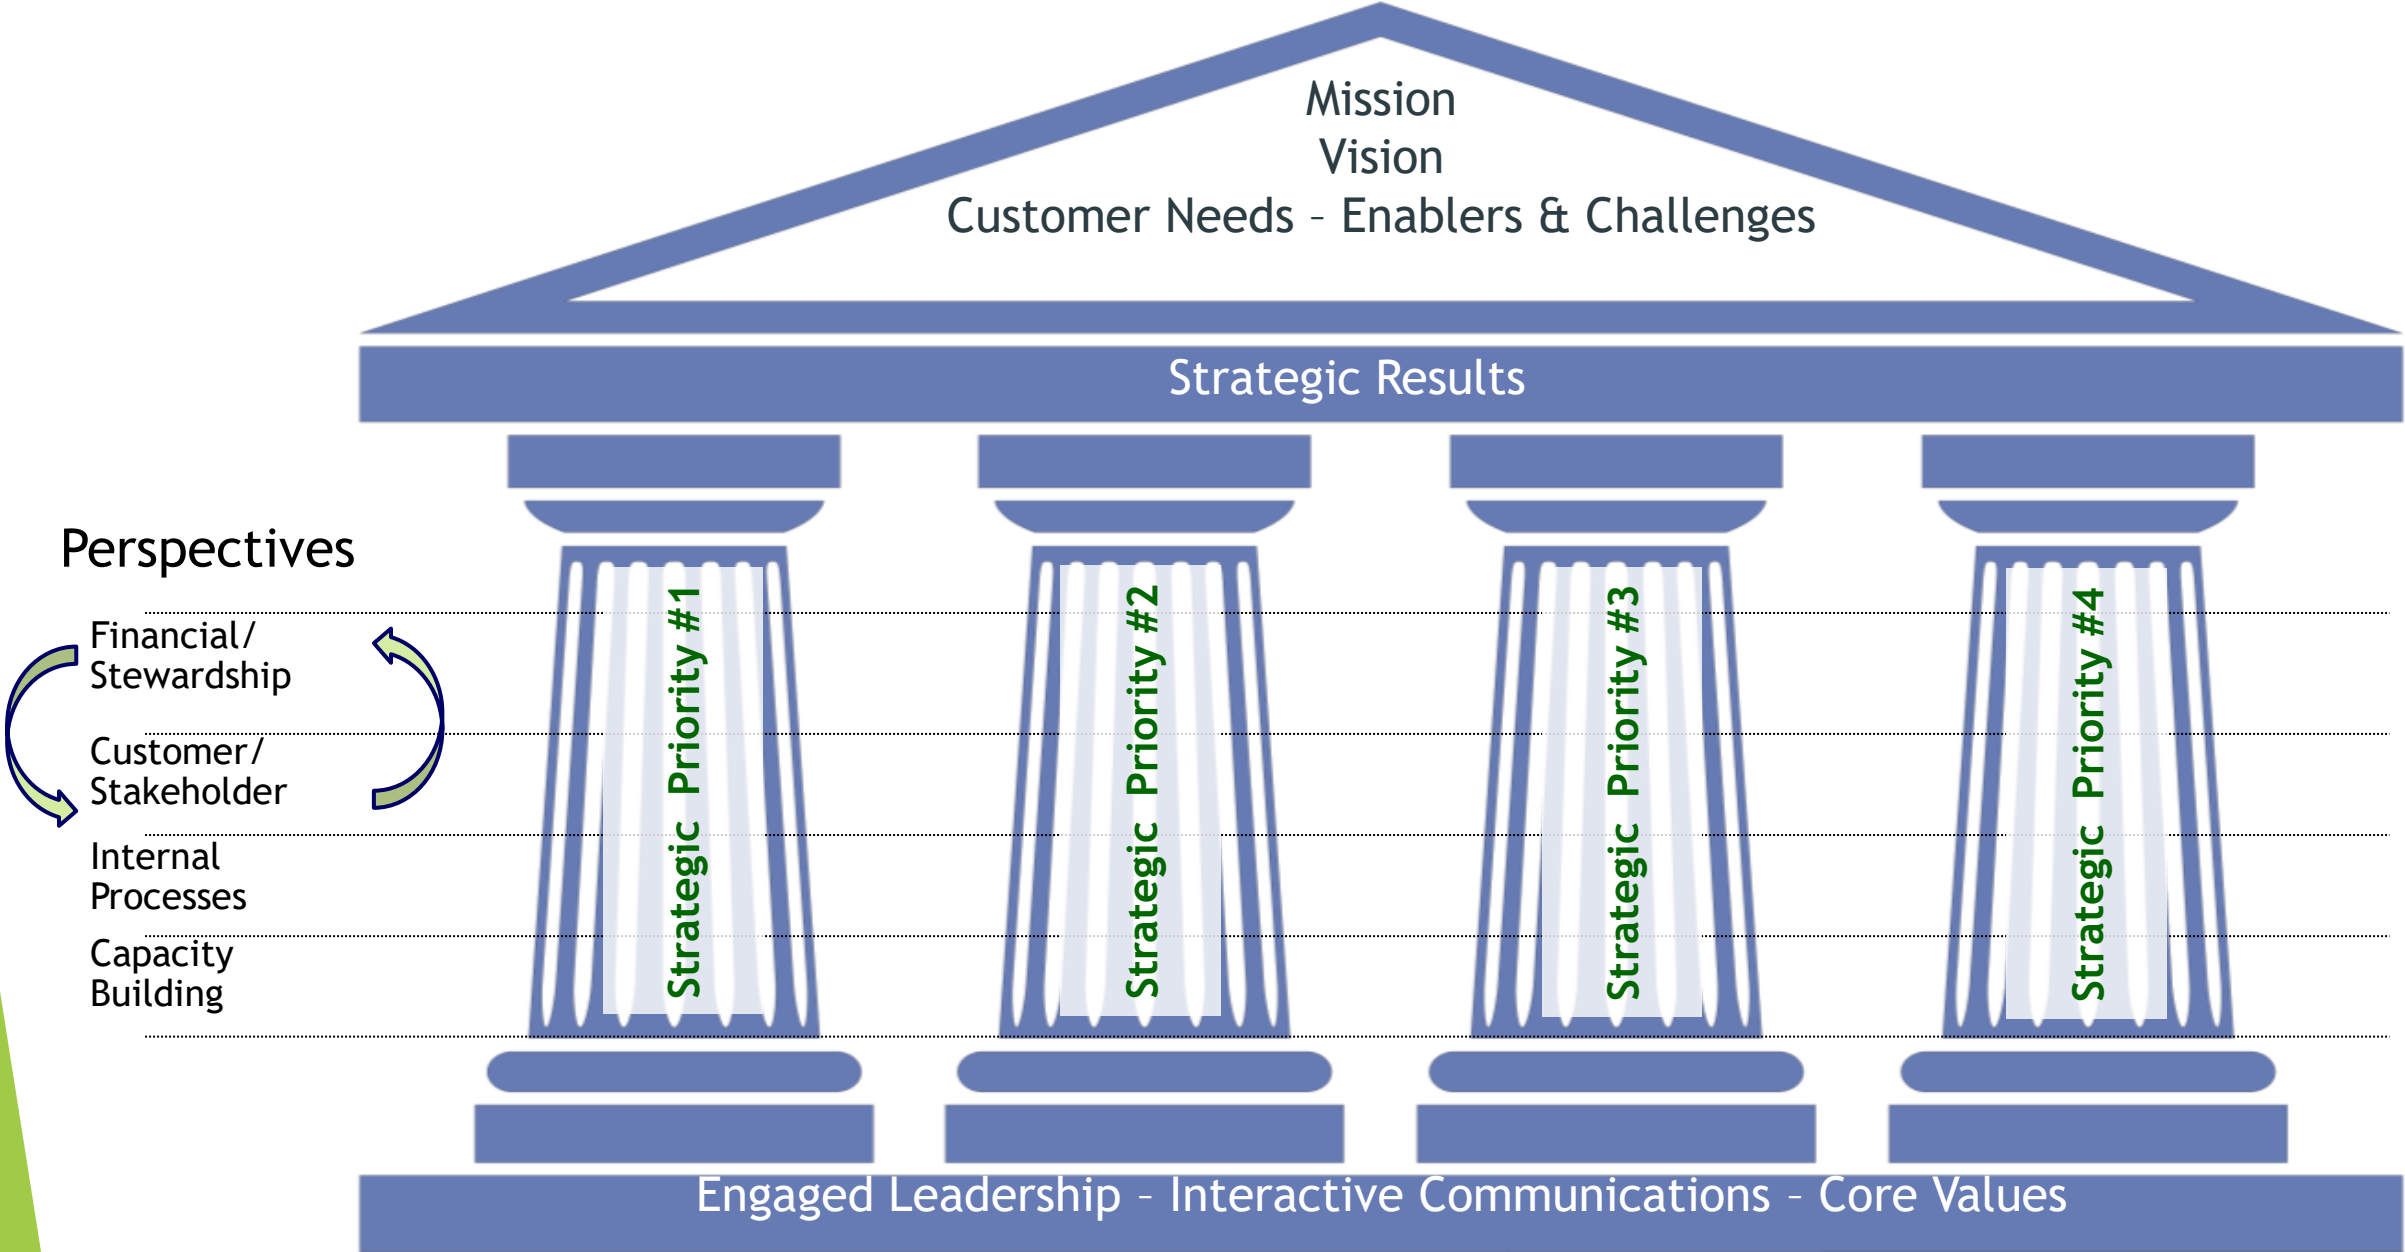 Mission
Vision
Customer Needs – Enablers & Challenges
Strategic Results
Perspectives
Financial/
Stewardship
Customer/
Stakeholder
Internal
Processes
Capacity
Building
Strategic Priority #1
Strategic Priority #2
Strategic Priority #3
Strategic Priority #4
Engaged Leadership – Interactive Communications – Core Values